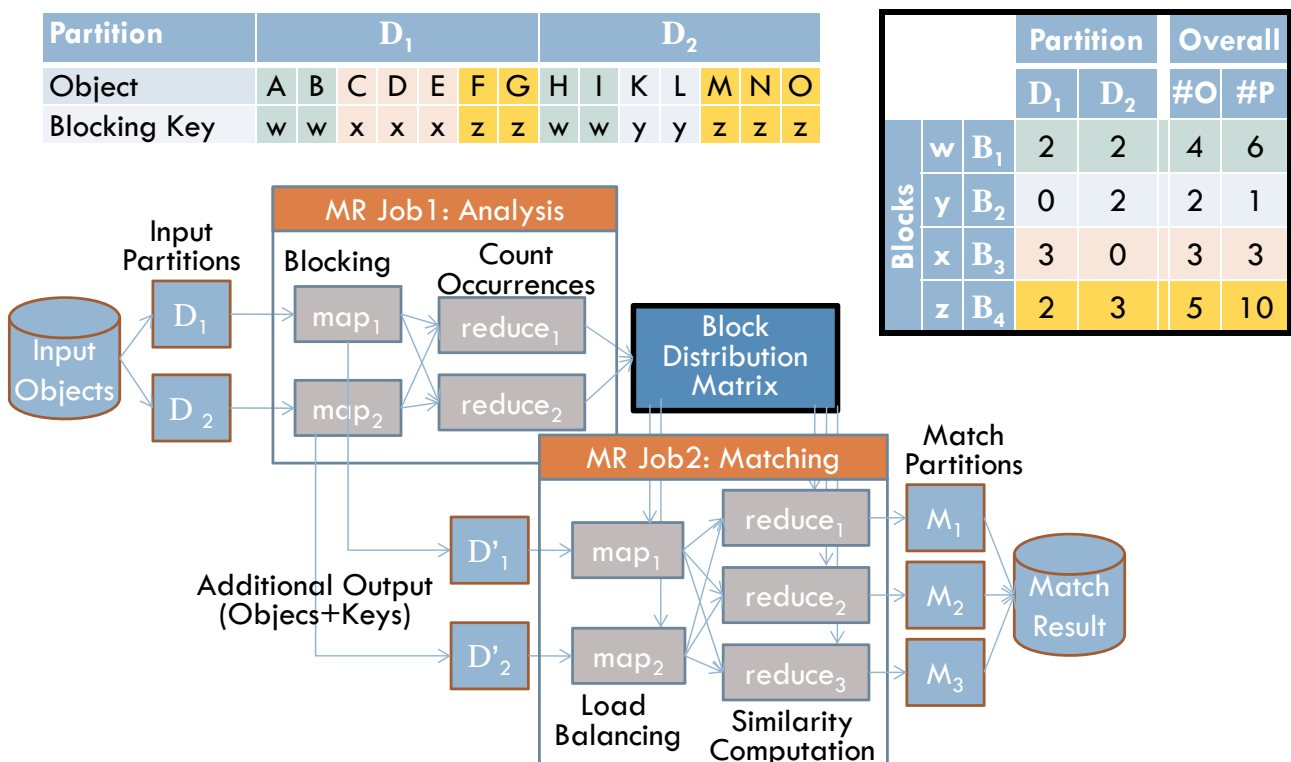 Partition D1 D2
Object A B C D E F G H I K L M N O
Blocking Key w w x x x z z w w y y z z z
Partition Overall
D1 D2 #O #P
Blocks
w B1 2 2 4 6
y B2 0 2 2 1
x B3 3 0 3 3
z B4 2 3 5 10
MR Job1: Analysis
Input
Partitions
Blocking
Count
Occurrences
Input
Objects
D1
D2
map1
map2
reduce1
reduce2
Block
Distribution
Matrix
MR Job2: Matching
Match
Partitions
Additional Output
(Objecs+Keys)
D'1
D'2
map1
map2
reduce1
reduce2
reduce3
M1
M2
M3
Match
Result
Load
Balancing
Similarity
Computation